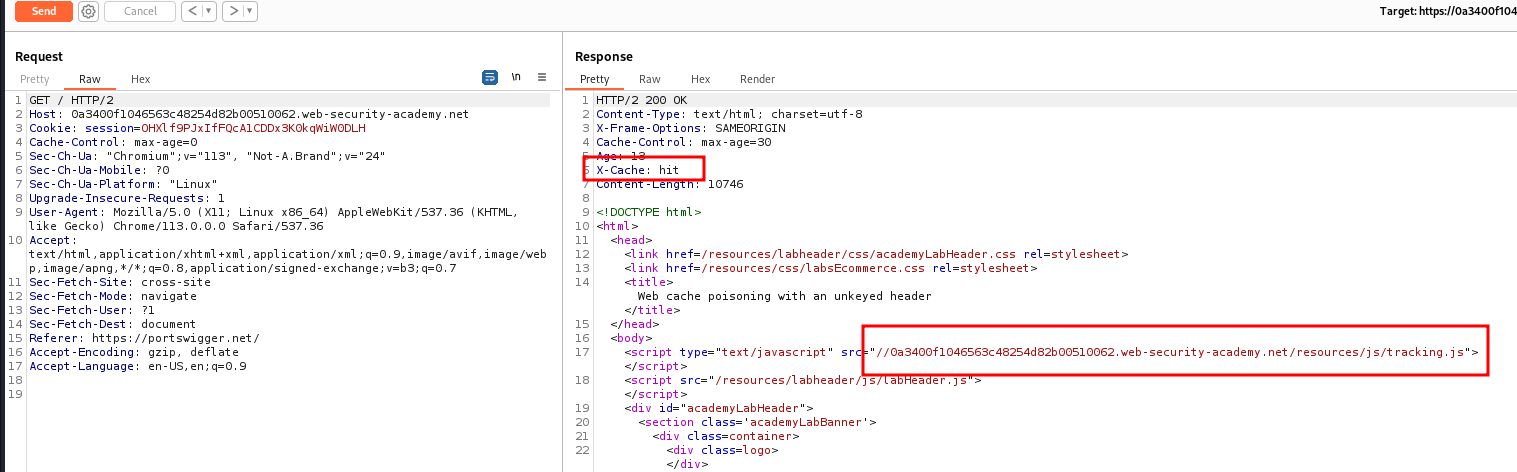 Send Cancel < ▼ > ▼ Target: https://0a3400f104
Request
Pretty Raw Hex \n
1 GET / HTTP/2
2 Host: 0a3400f1046563c48254d82b00510062.web-security-academy.net
3 Cookie: session=OHXlf9PJxIfFQcAlCDDx3K0kqWiW0DLH
4 Cache-Control: max-age=0
5 Sec-Ch-Ua: "Chromium";v="113", "Not-A.Brand";v="24"
6 Sec-Ch-Ua-Mobile: ?0
7 Sec-Ch-Ua-Platform: "Linux"
8 Upgrade-Insecure-Requests: 1
9 User-Agent: Mozilla/5.0 (X11; Linux x86_64) AppleWebKit/537.36 (KHTML,
like Gecko) Chrome/113.0.0.0 Safari/537.36
10 Accept:
text/html,application/xhtml+xml,application/xml;q=0.9,image/avif,image/web
p,image/apng,*/*;q=0.8,application/signed-exchange;v=b3;q=0.7
11 Sec-Fetch-Site: cross-site
12 Sec-Fetch-Mode: navigate
13 Sec-Fetch-User: ?1
14 Sec-Fetch-Dest: document
15 Referer: https://portswigger.net/
16 Accept-Encoding: gzip, deflate
17 Accept-Language: en-US,en;q=0.9
18
19
Response
Pretty Raw Hex Render
1 HTTP/2 200 OK
2 Content-Type: text/html; charset=utf-8
3 X-Frame-Options: SAMEORIGIN
4 Cache-Control: max-age=30
5 Age: 13
6 X-Cache: hit
7 Content-Length: 10746
8
9 <!DOCTYPE html>
10 <html>
11 <head>
12 <link href=/resources/labheader/css/academyLabHeader.css rel=stylesheet>
13 <link href=/resources/css/labsEcommerce.css rel=stylesheet>
14 <title>
Web cache poisoning with an unkeyed header
</title>
15 </head>
16 <body>
17 <script type="text/javascript" src="//0a3400f1046563c48254d82b00510062.web-security-academy.net/resources/js/tracking.js">
</script>
18 <script src="/resources/labheader/js/labHeader.js">
</script>
19 <div id="academyLabHeader">
20 <section class='academyLabBanner'>
21 <div class=container>
22 <div class=logo>
</div>